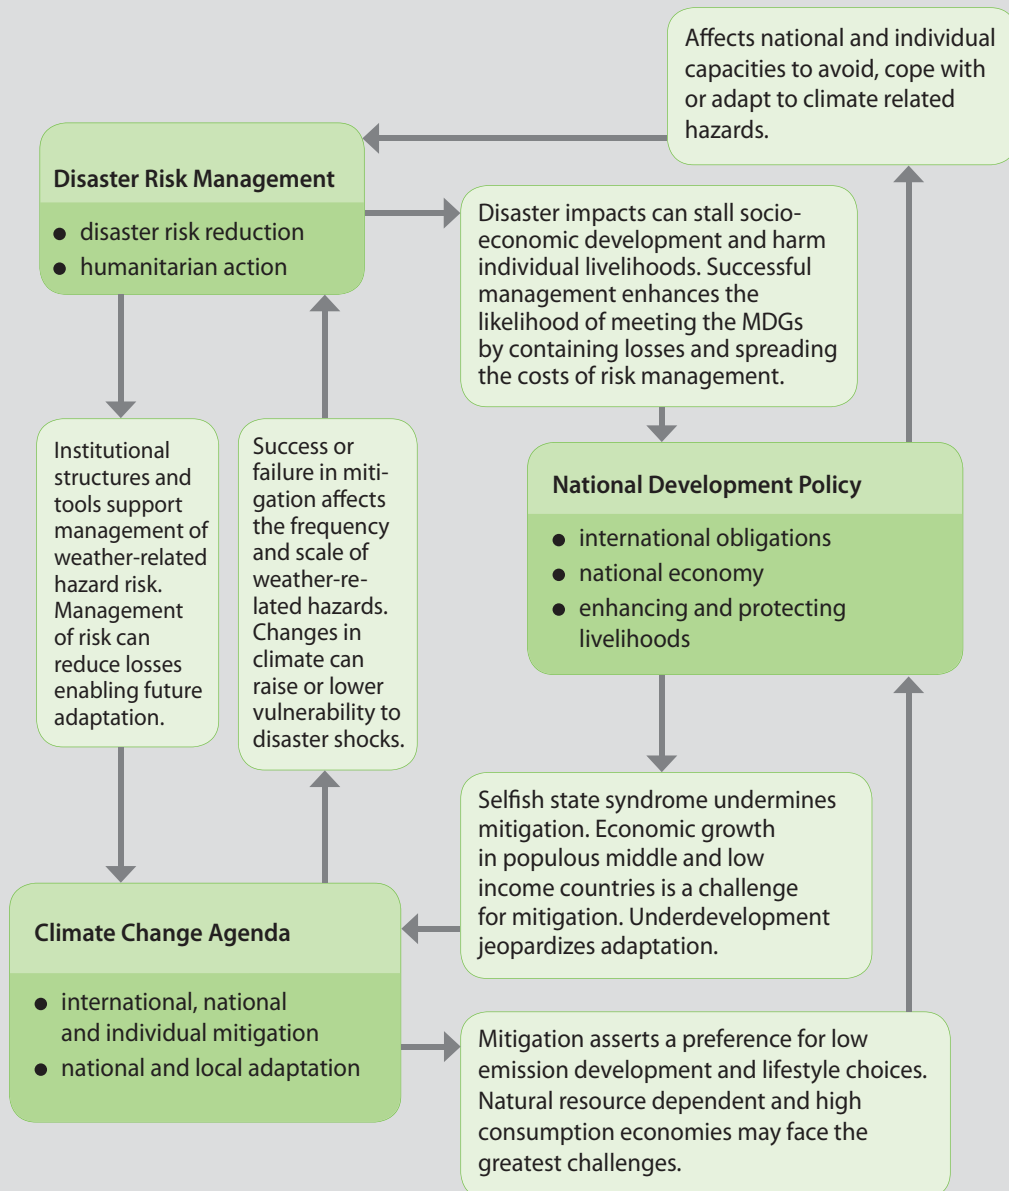 Affects national and individual
capacities to avoid, cope with
or adapt to climate related
hazards.
Disaster Risk Management
● disaster risk reduction
● humanitarian action
Disaster impacts can stall socio-
economic development and harm
individual livelihoods. Successful
management enhances the
likelihood of meeting the MDGs
by containing losses and spreading
the costs of risk management.
Institutional
structures and
tools support
management of
weather-related
hazard risk.
Management
of risk can
reduce losses
enabling future
adaptation.
Success or
failure in miti-
gation affects
the frequency
and scale of
weather-re-
lated hazards.
Changes in
climate can
raise or lower
vulnerability to
disaster shocks.
National Development Policy
● international obligations
● national economy
● enhancing and protecting
livelihoods
Selfish state syndrome undermines
mitigation. Economic growth
in populous middle and low
income countries is a challenge
for mitigation. Underdevelopment
jeopardizes adaptation.
Climate Change Agenda
● international, national
and individual mitigation
● national and local adaptation
Mitigation asserts a preference for low
emission development and lifestyle choices.
Natural resource dependent and high
consumption economies may face the
greatest challenges.